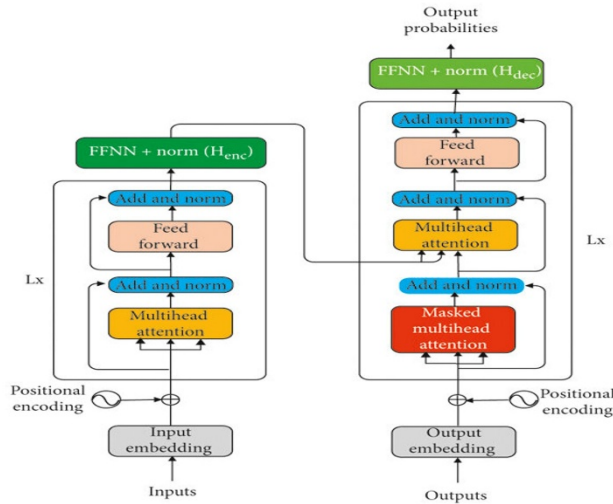 Output
probabilities
FFNN + norm (Hdec)
Add and norm
Feed
forward
Add and norm
Multihead
attention
Add and norm
Masked
multihead
attention
Lx
Positional
encoding
Output
embedding
Outputs
FFNN + norm (Henc)
Add and norm
Feed
forward
Add and norm
Multihead
attention
Lx
Positional
encoding
Input
embedding
Inputs